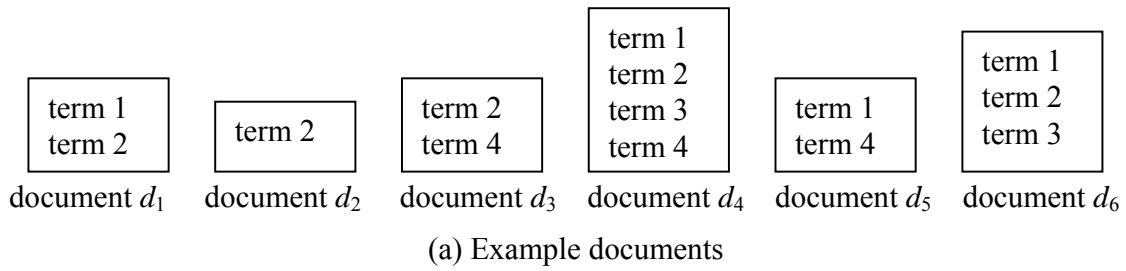 term 1
term 2
document d1
term 2
document d2
term 2
term 4
document d3
term 1
term 2
term 3
term 4
document d4
term 1
term 4
document d5
term 1
term 2
term 3
document d6
(a) Example documents